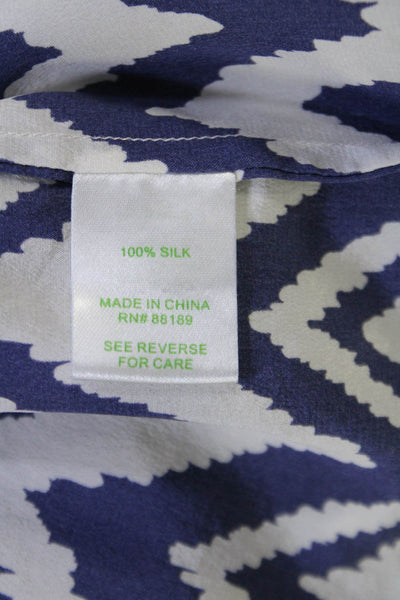 100% SILK
MADE IN CHINA
RN# 88189
SEE REVERSE
FOR CARE